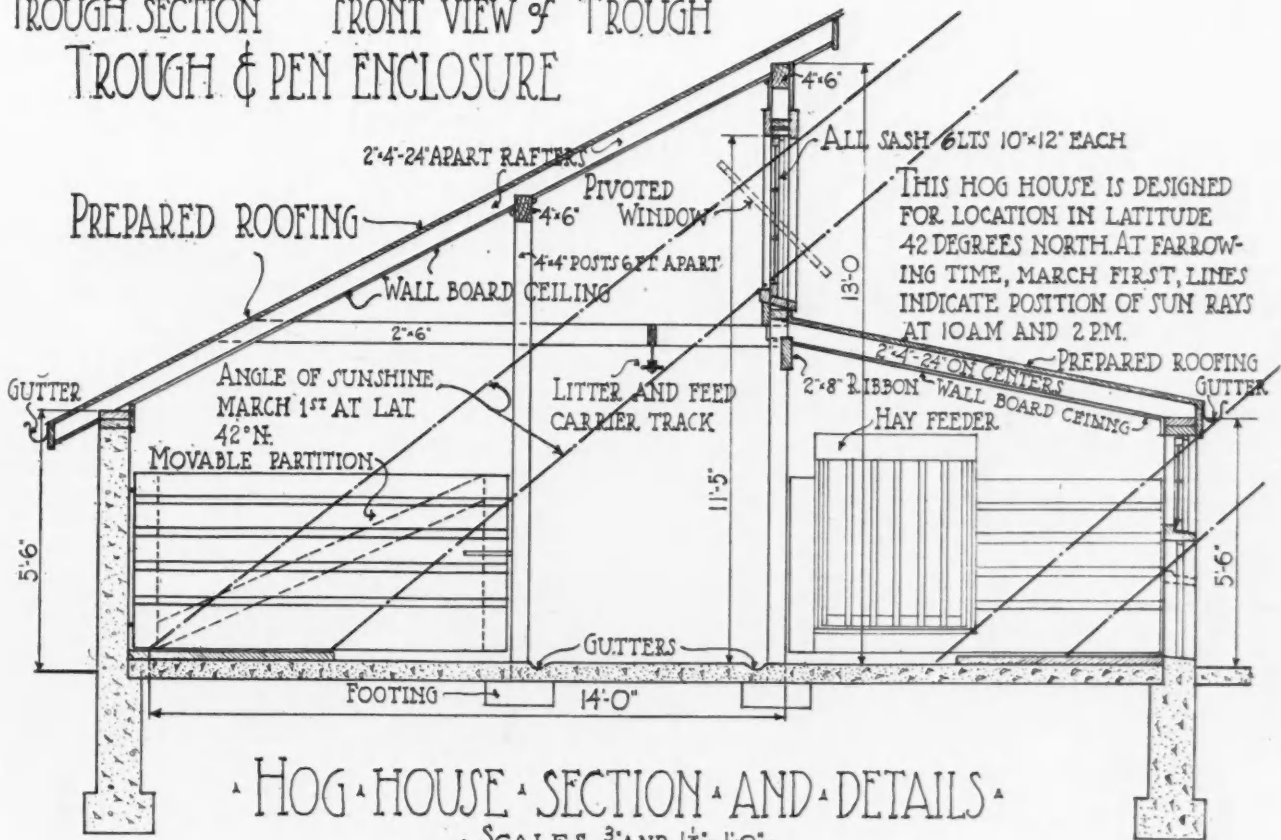 TROUGH SECTION FRONT VIEW of TROUGH
TROUGH & PEN ENCLOSURE
4"x6"
2"x4"-24" APART RAFTERS
ALL SASH 6LTS 10"x12" EACH
PREPARED ROOFING
4"x6"
PIVOTED
WINDOW
THIS HOG HOUSE IS DESIGNED
FOR LOCATION IN LATITUDE
42 DEGREES NORTH. AT FARROW-
ING TIME, MARCH FIRST, LINES
INDICATE POSITION OF SUN RAYS
AT 10 AM AND 2 P.M.
4"x4" POSTS 6 FT APART
WALL BOARD CEILING
13'-0
2"x6"
GUTTER
ANGLE OF SUNSHINE
MARCH 1ST AT LAT
42° N.
MOVABLE PARTITION
LITTER AND FEED
CARRIER TRACK
2"x8" RIBBON
2"x4"-24" ON CENTERS
WALL BOARD CEINNG
PREPARED ROOFING
GUTTER
HAY FEEDER
5'-6"
11'-5"
5'-6"
GUTTERS
FOOTING
14'-0"
HOG HOUSE SECTION AND DETAILS